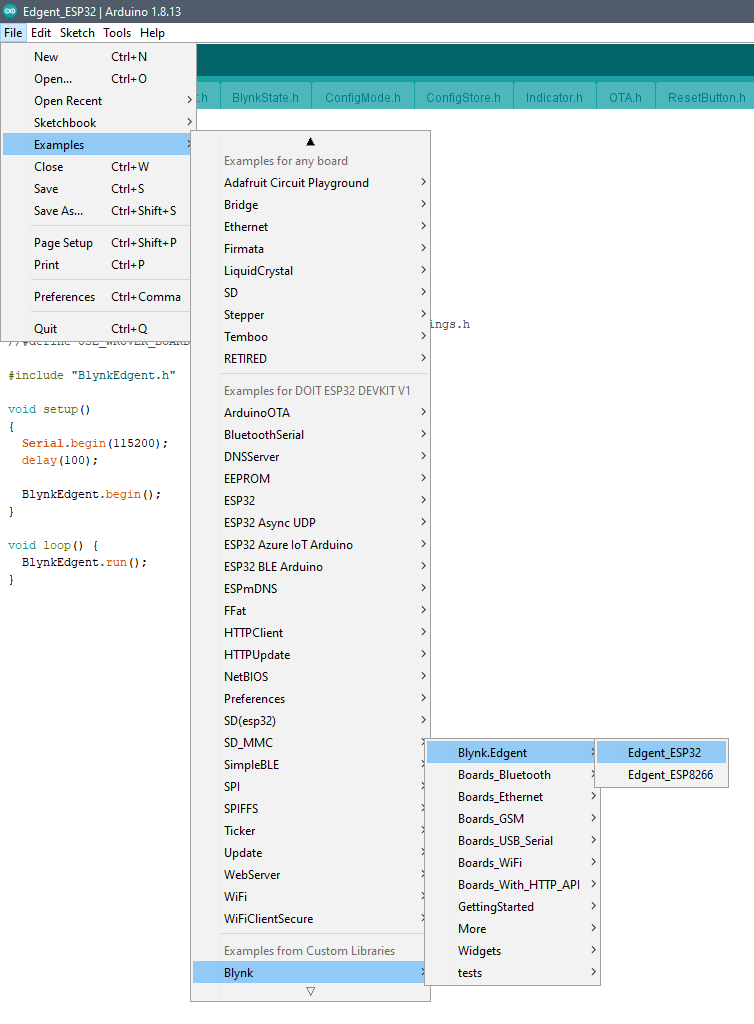 Edgent_ESP32 | Arduino 1.8.13
File Edit Sketch Tools Help
New Ctrl+N
Open... Ctrl+O
Open Recent
Sketchbook
Examples
Close Ctrl+W
Save Ctrl+S
Save As... Ctrl+Shift+S
Page Setup Ctrl+Shift+P
Print Ctrl+P
Preferences Ctrl+Comma
Quit Ctrl+Q
t.h BlynkState.h ConfigMode.h ConfigStore.h Indicator.h OTA.h ResetButton.h
ings.h
//#define USE_WROVER_BOARD
#include "BlynkEdgent.h"
void setup()
{
Serial.begin(115200);
delay(100);
BlynkEdgent.begin();
}
void loop() {
BlynkEdgent.run();
}
Examples for any board
Adafruit Circuit Playground
Bridge
Ethernet
Firmata
LiquidCrystal
SD
Stepper
Temboo
RETIRED
Examples for DOIT ESP32 DEVKIT V1
ArduinoOTA
BluetoothSerial
DNSServer
EEPROM
ESP32
ESP32 Async UDP
ESP32 Azure IoT Arduino
ESP32 BLE Arduino
ESPmDNS
FFat
HTTPClient
HTTPUpdate
NetBIOS
Preferences
SD(esp32)
SD_MMC
SimpleBLE
SPI
SPIFFS
Ticker
Update
WebServer
WiFi
WiFiClientSecure
Examples from Custom Libraries
Blynk
Blynk.Edgent
Boards_Bluetooth
Boards_Ethernet
Boards_GSM
Boards_USB_Serial
Boards_WiFi
Boards_With_HTTP_API
GettingStarted
More
Widgets
tests
Edgent_ESP32
Edgent_ESP8266